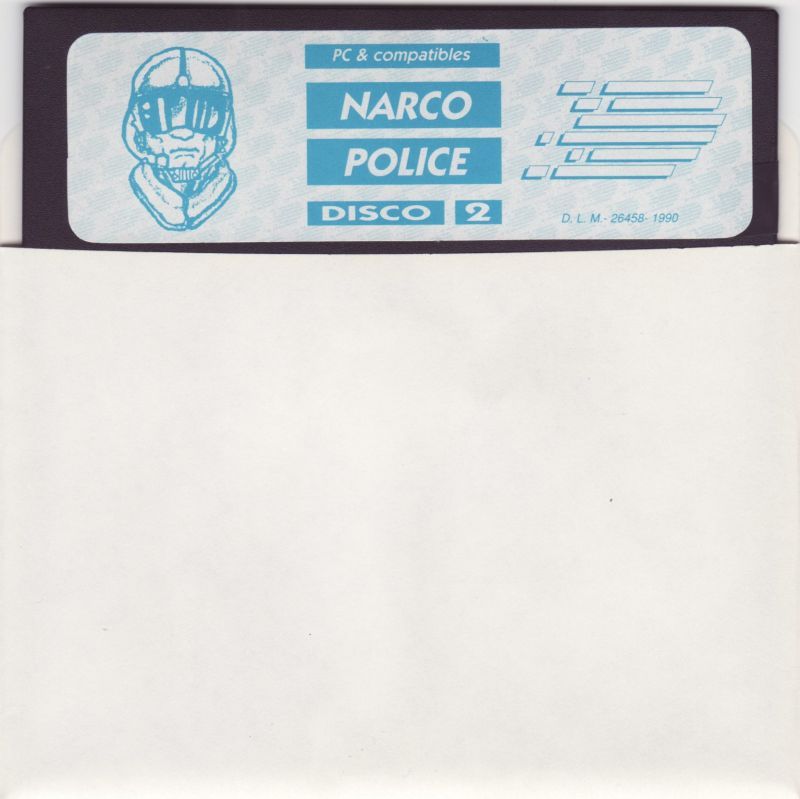 PC & compatibles
NARCO
POLICE
DISCO 2
D. L. M.- 26458- 1990